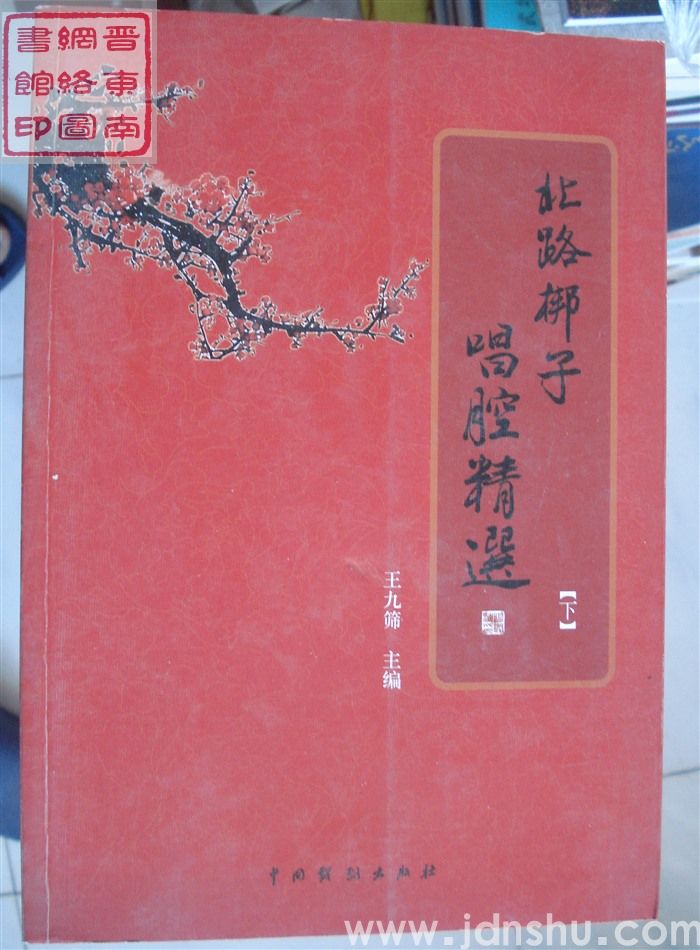 晋東南
網絡圖
書館印
北路梆子
唱腔精選
【下】
王九筛 主编
中国戏剧出版社
www.jdnshu.com